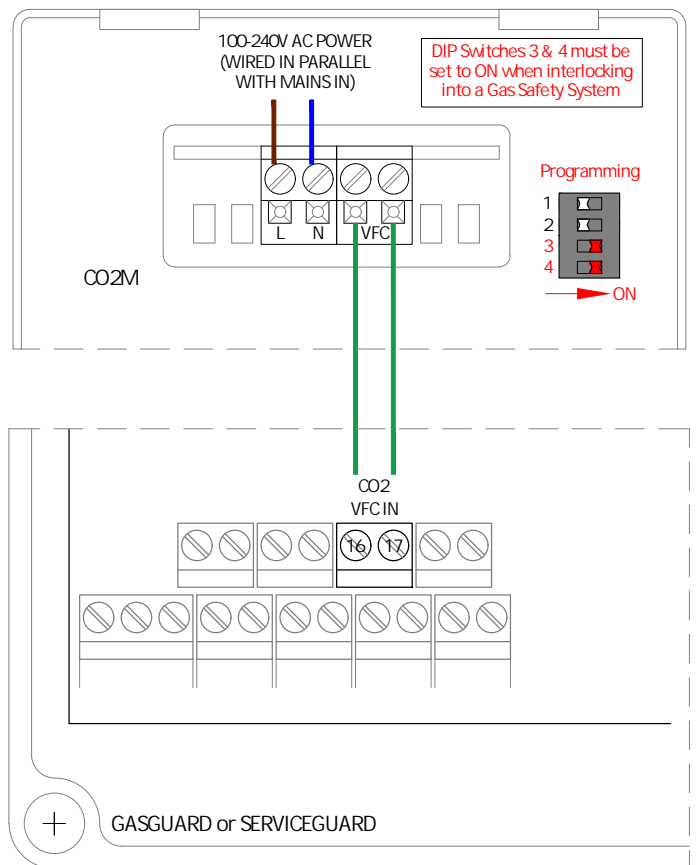 100-240V AC POWER
(WIRED IN PARALLEL
WITH MAINS IN)
DIP Switches 3 & 4 must be
set to ON when interlocking
into a Gas Safety System
Programming
1
2
3
4
ON
L N VFC
CO2M
CO2
VFC IN
16 17
GASGUARD or SERVICEGUARD